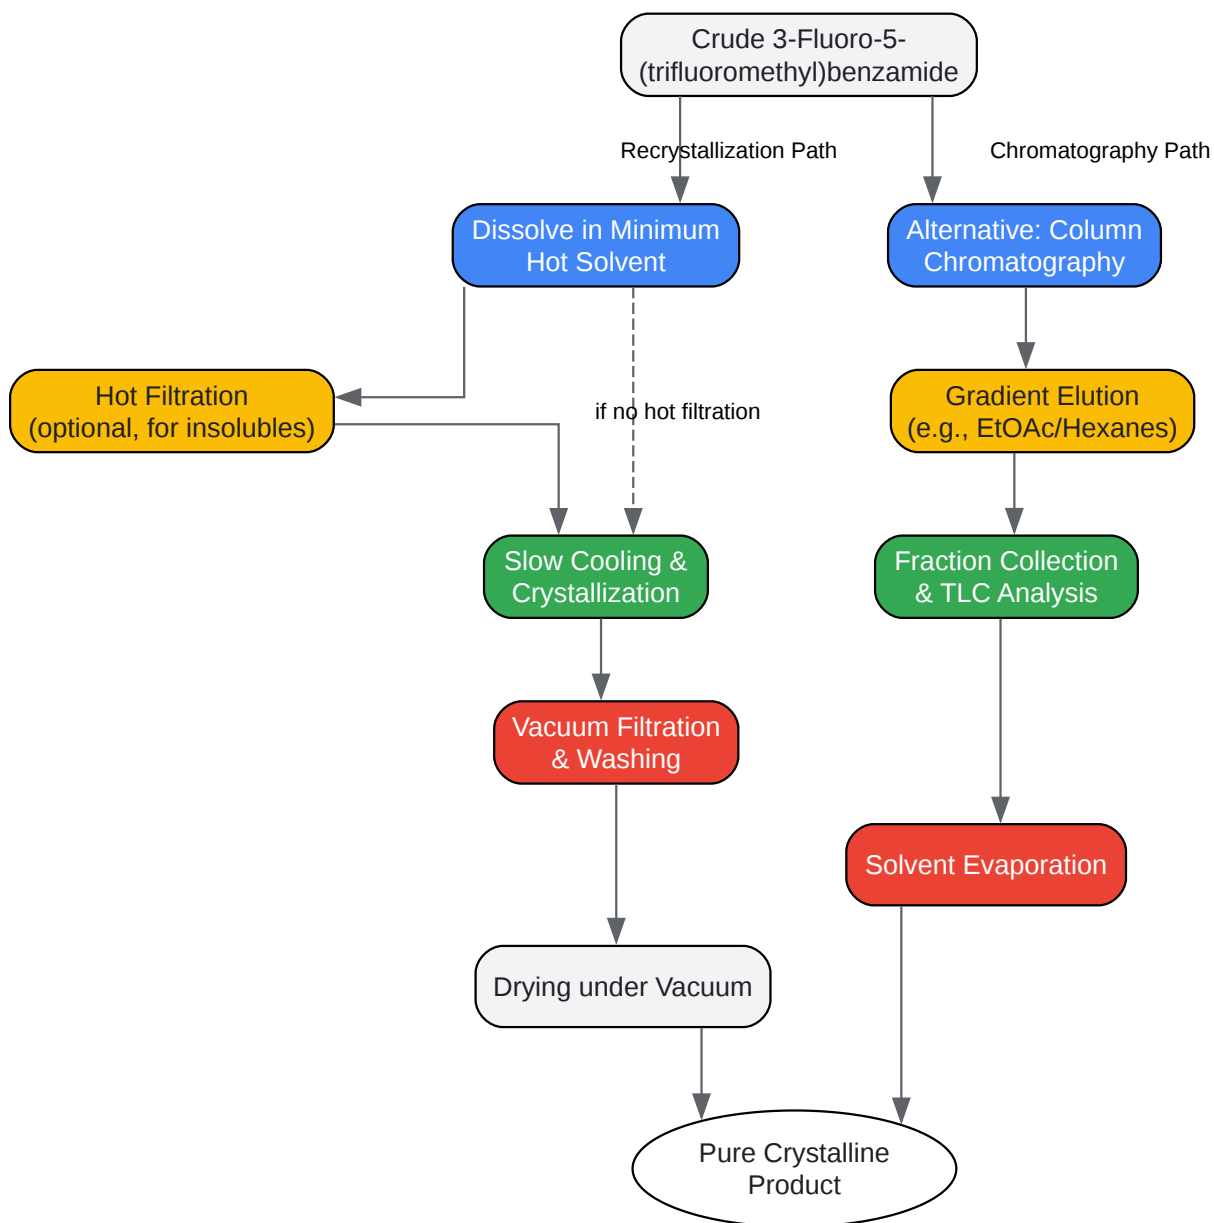 Crude 3-Fluoro-5-
(trifluoromethyl)benzamide
Recrystallization Path
Chromatography Path
Dissolve in Minimum
Hot Solvent
Alternative: Column
Chromatography
Hot Filtration
(optional, for insolubles)
if no hot filtration
Gradient Elution
(e.g., EtOAc/Hexanes)
Slow Cooling &
Crystallization
Fraction Collection
& TLC Analysis
Vacuum Filtration
& Washing
Solvent Evaporation
Drying under Vacuum
Pure Crystalline
Product